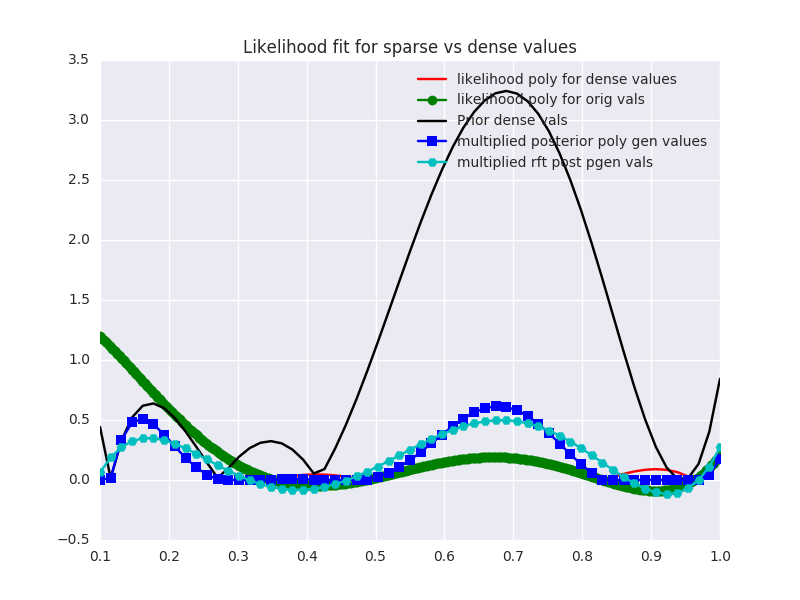 Likelihood fit for sparse vs dense values
likelihood poly for dense values
likelihood poly for orig vals
Prior dense vals
multiplied posterior poly gen values
multiplied rft post pgen vals
3.5
3.0
2.5
2.0
1.5
1.0
0.5
0.0
−0.5
0.1 0.2 0.3 0.4 0.5 0.6 0.7 0.8 0.9 1.0